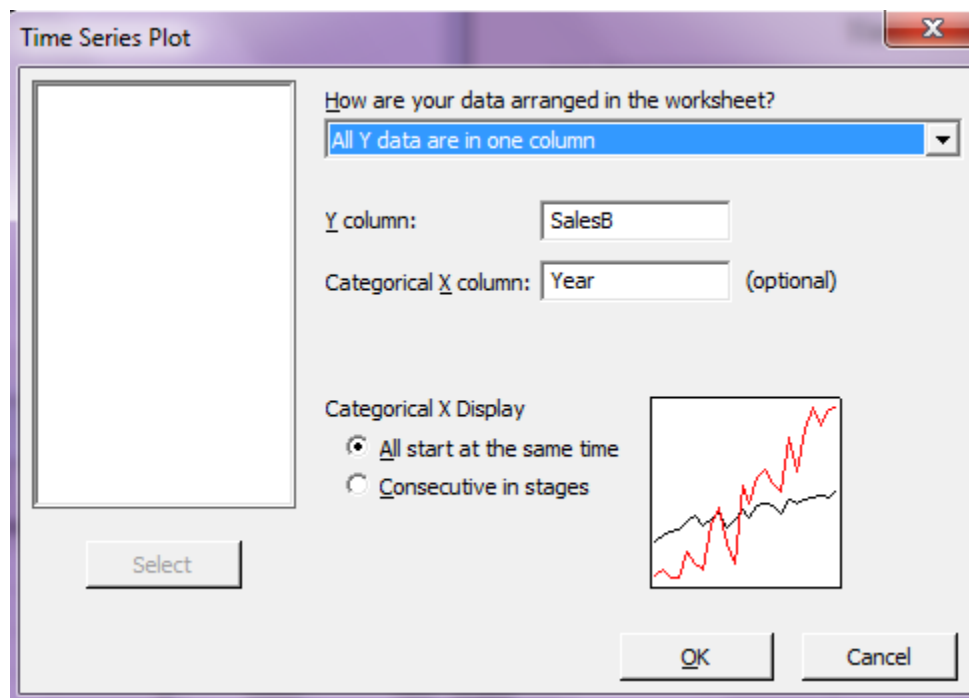 Time Series Plot
How are your data arranged in the worksheet?
All Y data are in one column
Y column:
SalesB
Categorical X column:
Year
(optional)
Categorical X Display
All start at the same time
Consecutive in stages
Select
OK
Cancel